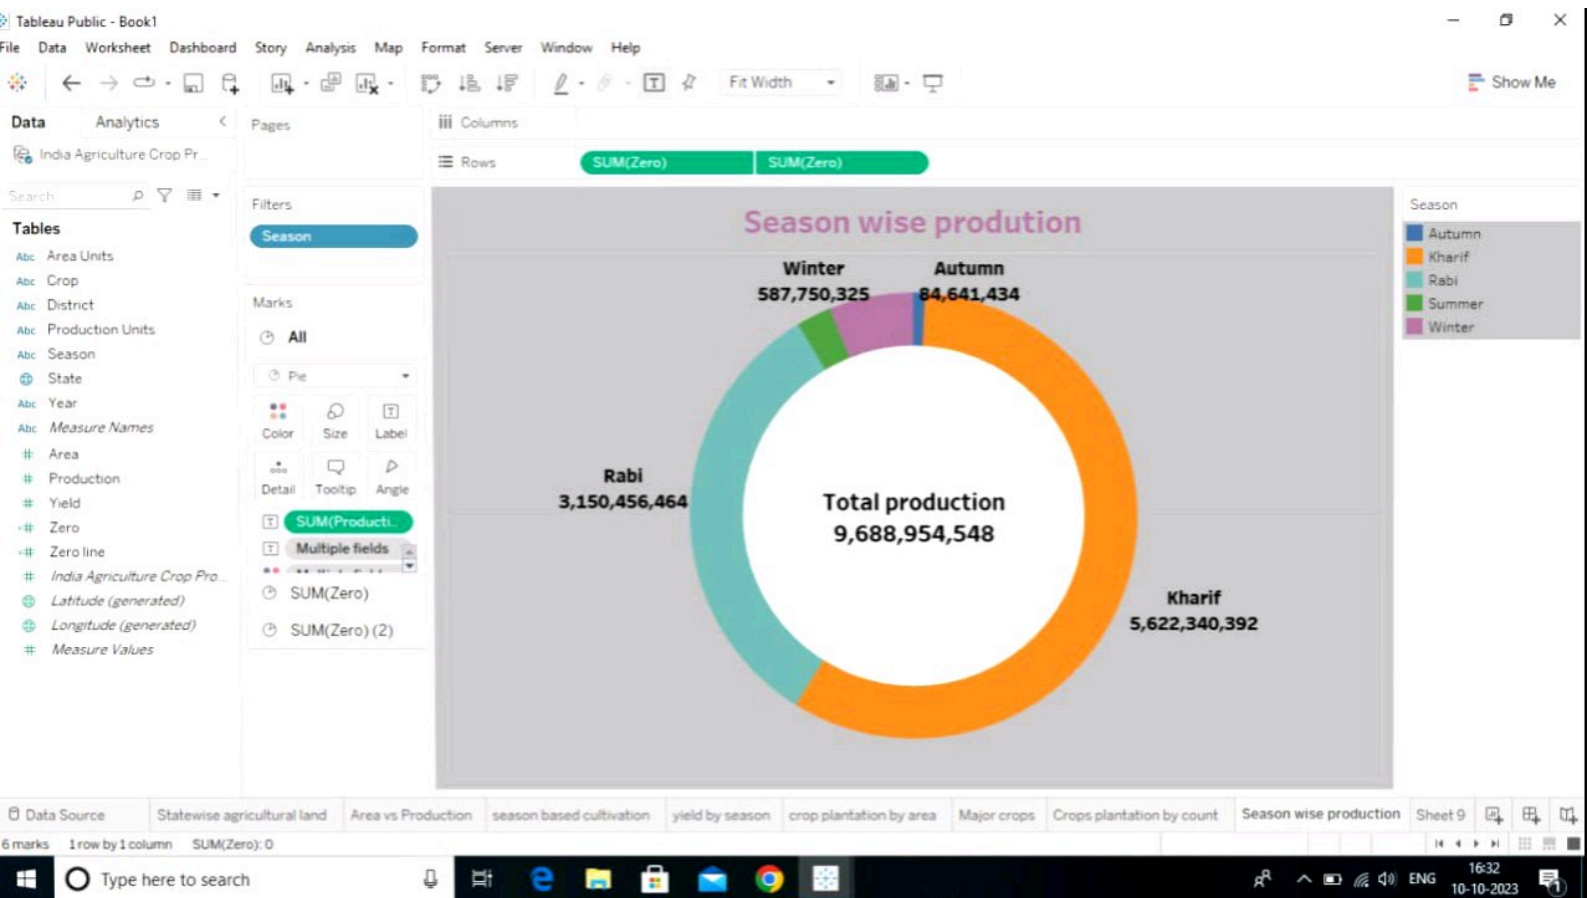 Tableau Public - Book1
File Data Worksheet Dashboard Story Analysis Map Format Server Window Help
Fit Width
Show Me
Data Analytics
Pages
Columns
India Agriculture Crop Pr...
Rows
SUM(Zero) SUM(Zero)
Search
Filters
Season
Tables
Abc Area Units
Abc Crop
Abc District
Abc Production Units
Abc Season
State
Abc Year
Abc Measure Names
# Area
# Production
# Yield
=# Zero
=# Zero line
# India Agriculture Crop Pro...
Latitude (generated)
Longitude (generated)
# Measure Values
Marks
All
Pie
Color Size Label
Detail Tooltip Angle
SUM(Producti..
Multiple fields
SUM(Zero)
SUM(Zero) (2)
Season wise prodution
Winter
587,750,325
Autumn
84,641,434
Rabi
3,150,456,464
Total production
9,688,954,548
Kharif
5,622,340,392
Season
Autumn
Kharif
Rabi
Summer
Winter
Data Source Statewise agricultural land Area vs Production season based cultivation yield by season crop plantation by area Major crops Crops plantation by count Season wise production Sheet 9
6 marks 1 row by 1 column SUM(Zero): 0
Type here to search
ENG
16:32
10-10-2023
1